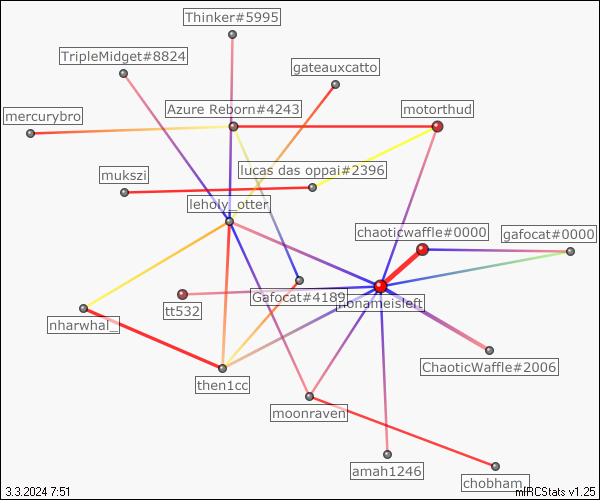 Thinker#5995
TripleMidget#8824
gateauxcatto
mercurybro
Azure Reborn#4243
motorthud
mukszi
lucas das oppai#2396
leholy_otter
chaoticwaffle#0000
gafocat#0000
Gafocat#4189
nonameisleft
tt532
nharwhal_
ChaoticWaffle#2006
then1cc
moonraven
amah1246
chobham_
3.3.2024 7:51
mIRCStats v1.25